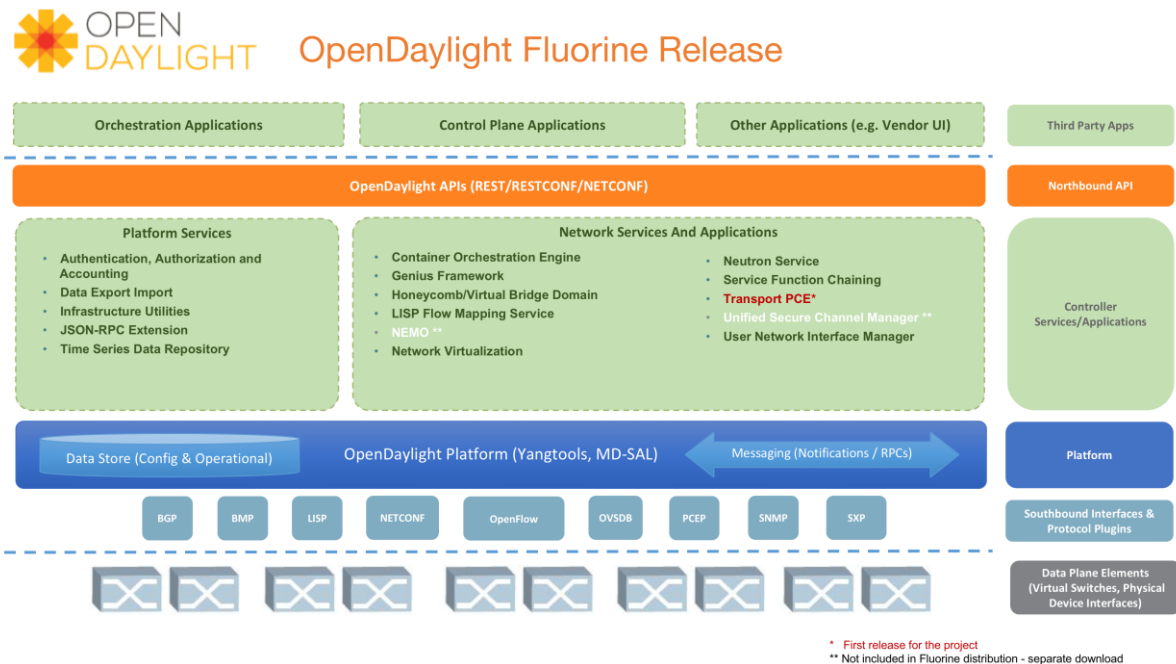 OPEN
DAYLIGHT
OpenDaylight Fluorine Release
Orchestration Applications
Control Plane Applications
Other Applications (e.g. Vendor UI)
Third Party Apps
OpenDaylight APIs (REST/RESTCONF/NETCONF)
Northbound API
Platform Services
• Authentication, Authorization and
Accounting
• Data Export Import
• Infrastructure Utilities
• JSON-RPC Extension
• Time Series Data Repository
Network Services And Applications
• Container Orchestration Engine
• Genius Framework
• Honeycomb/Virtual Bridge Domain
• LISP Flow Mapping Service
• NEMO **
• Network Virtualization
• Neutron Service
• Service Function Chaining
• Transport PCE*
• Unified Secure Channel Manager **
• User Network Interface Manager
Controller
Services/Applications
Data Store (Config & Operational)
OpenDaylight Platform (Yangtools, MD-SAL)
Messaging (Notifications / RPCs)
Platform
BGP
BMP
LISP
NETCONF
OpenFlow
OVSDB
PCEP
SNMP
SXP
Southbound Interfaces &
Protocol Plugins
Data Plane Elements
(Virtual Switches, Physical
Device Interfaces)
* First release for the project
** Not included in Fluorine distribution - separate download